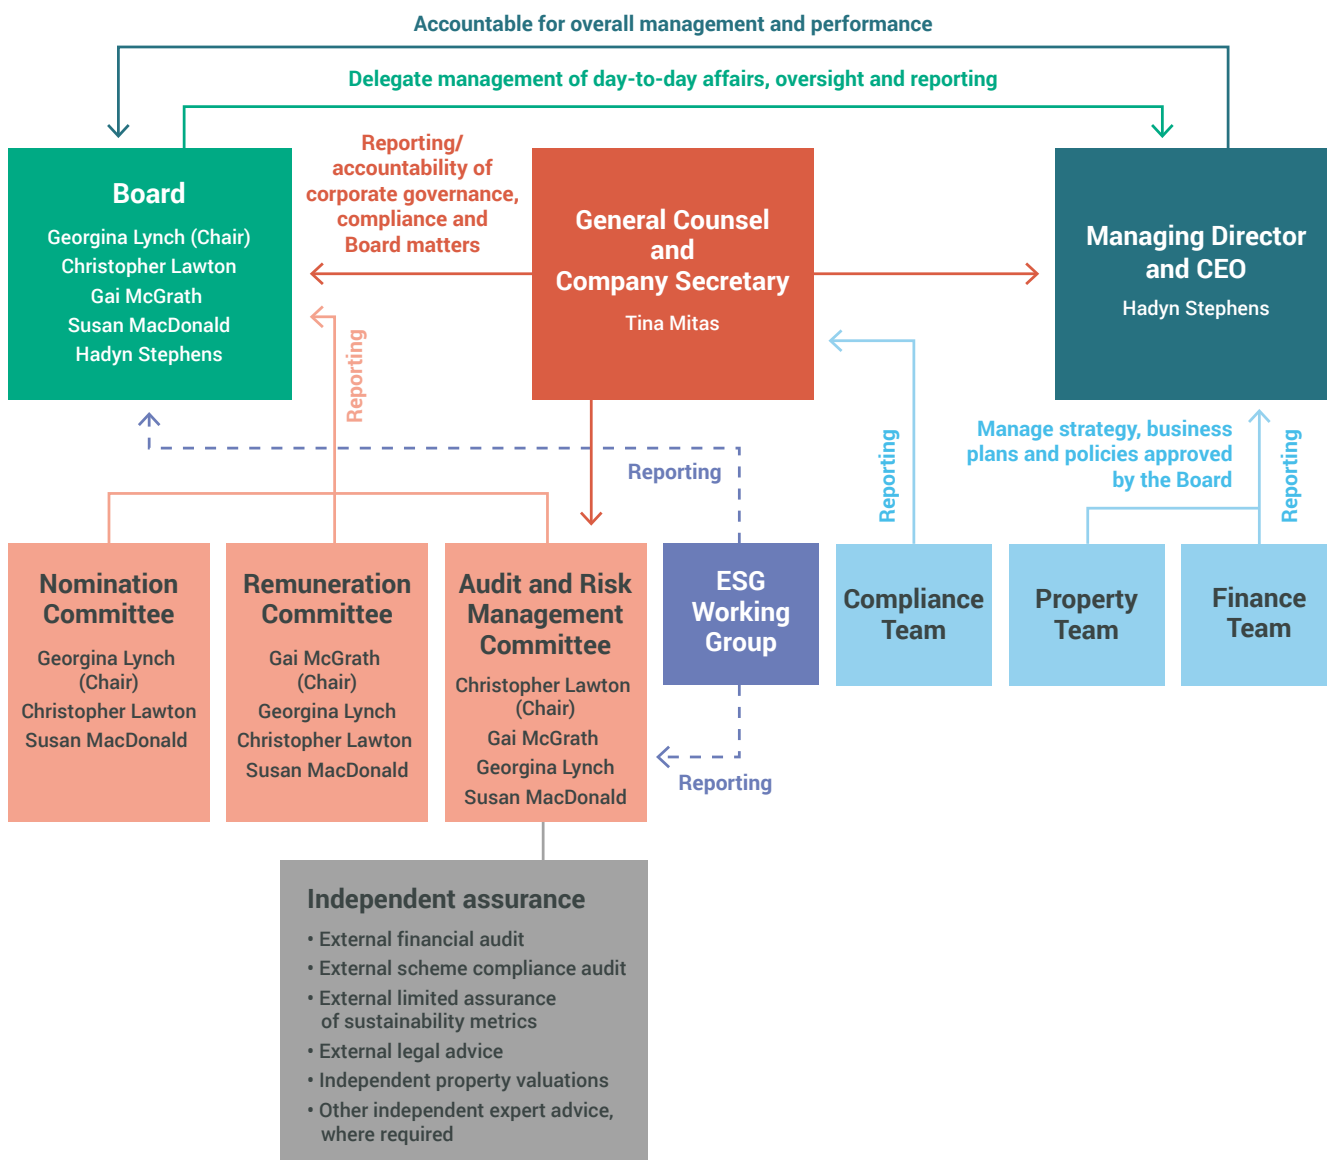 Accountable for overall management and performance
Delegate management of day-to-day affairs, oversight and reporting
Board
Georgina Lynch (Chair)
Christopher Lawton
Gai McGrath
Susan MacDonald
Hadyn Stephens
Reporting/
accountability of
corporate governance,
compliance and
Board matters
General Counsel
and
Company Secretary
Tina Mitas
Managing Director
and CEO
Hadyn Stephens
Reporting
Reporting
Reporting
Manage strategy, business
plans and policies approved
by the Board
Reporting
Nomination
Committee
Georgina Lynch
(Chair)
Christopher Lawton
Susan MacDonald
Remuneration
Committee
Gai McGrath
(Chair)
Georgina Lynch
Christopher Lawton
Susan MacDonald
Audit and Risk
Management
Committee
Christopher Lawton
(Chair)
Gai McGrath
Georgina Lynch
Susan MacDonald
ESG
Working
Group
Reporting
Compliance
Team
Property
Team
Finance
Team
Independent assurance
• External financial audit
• External scheme compliance audit
• External limited assurance
of sustainability metrics
• External legal advice
• Independent property valuations
• Other independent expert advice,
where required